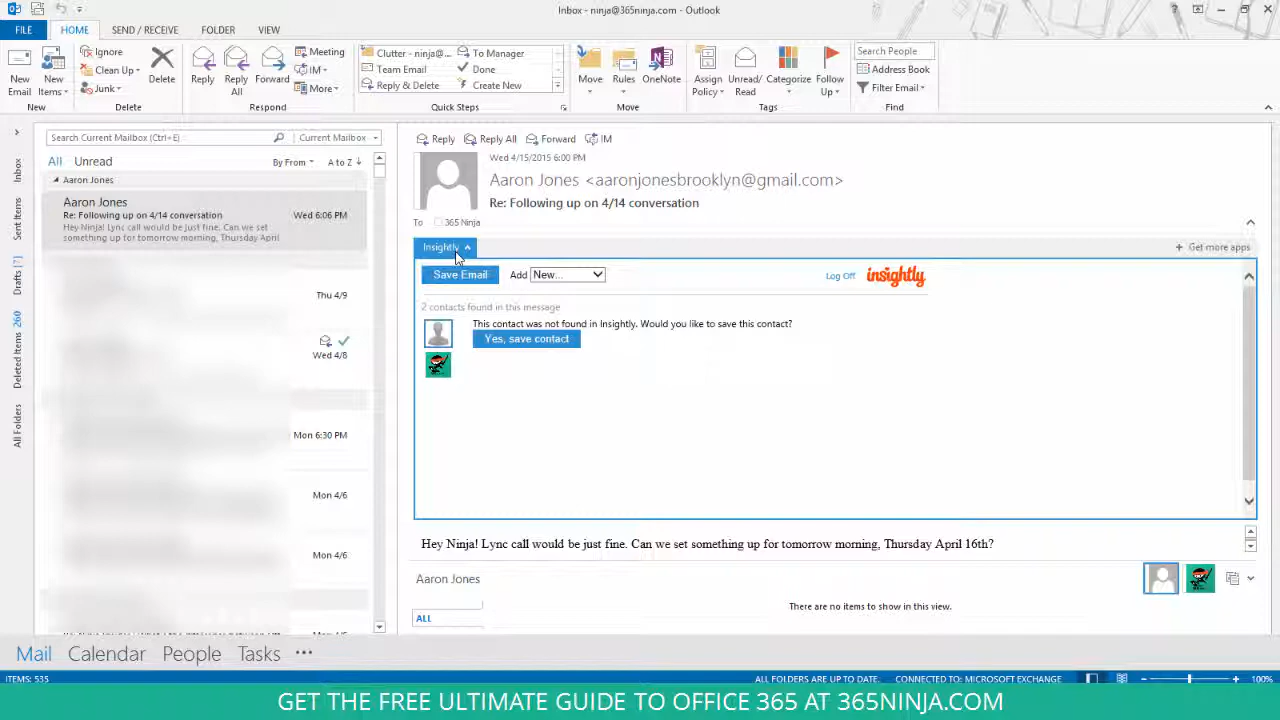 Inbox - ninja@365ninja.com - Outlook
FILE HOME SEND / RECEIVE FOLDER VIEW
New Email
New Items
New
Ignore
Clean Up
Junk
Delete
Delete
Reply
Reply All
Forward
Meeting
IM
More
Respond
Clutter - ninja@...
Team Email
Reply & Delete
To Manager
Done
Create New
Quick Steps
Move
Rules
OneNote
Move
Assign Policy
Unread/ Read
Categorize
Follow Up
Tags
Search People
Address Book
Filter Email
Find
Inbox
Sent Items
Drafts [7]
Deleted Items 260
All Folders
Search Current Mailbox (Ctrl+E)
Current Mailbox
All Unread
By From
A to Z
Aaron Jones
Aaron Jones
Re: Following up on 4/14 conversation
Wed 6:06 PM
Hey Ninja! Lync call would be just fine. Can we set
something up for tomorrow morning, Thursday April
Thu 4/9
Wed 4/8
Mon 6:30 PM
Mon 4/6
Mon 4/6
Reply Reply All Forward IM
Wed 4/15/2015 6:00 PM
Aaron Jones <aaronjonesbrooklyn@gmail.com>
Re: Following up on 4/14 conversation
To 365 Ninja
Insightly
+ Get more apps
Save Email
Add New...
Log Off insightly
2 contacts found in this message
This contact was not found in Insightly. Would you like to save this contact?
Yes, save contact
Hey Ninja! Lync call would be just fine. Can we set something up for tomorrow morning, Thursday April 16th?
Aaron Jones
There are no items to show in this view.
ALL
Mail Calendar People Tasks •••
ITEMS: 535
ALL FOLDERS ARE UP TO DATE.
CONNECTED TO: MICROSOFT EXCHANGE
100%
GET THE FREE ULTIMATE GUIDE TO OFFICE 365 AT 365NINJA.COM